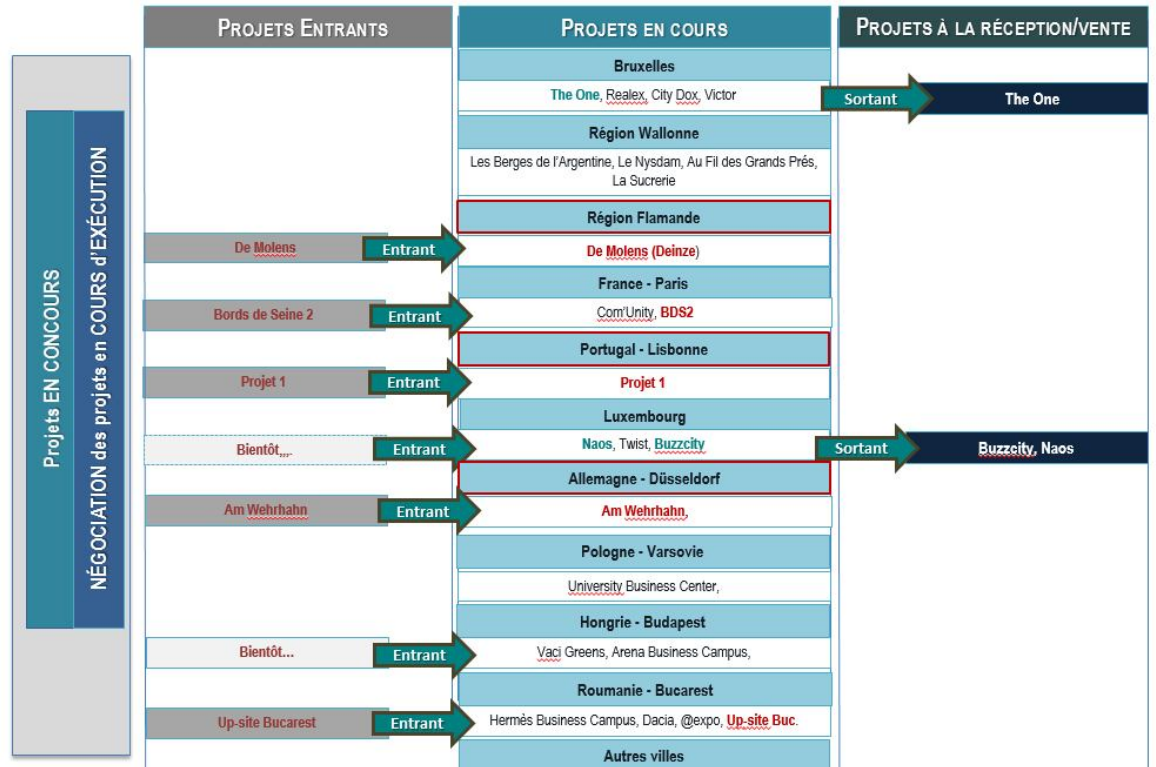 PROJETS ENTRANTS
PROJETS EN COURS
PROJETS À LA RÉCEPTION/VENTE
Projets EN CONCOURS
NÉGOCIATION des projets en COURS d'EXÉCUTION
Bruxelles
The One, Realex, City Dox, Victor
Sortant
The One
Région Wallonne
Les Berges de l'Argentine, Le Nysdam, Au Fil des Grands Prés,
La Sucrerie
Région Flamande
De Molens
Entrant
De Molens (Deinze)
France - Paris
Bords de Seine 2
Entrant
Com'Unity, BDS2
Portugal - Lisbonne
Projet 1
Entrant
Projet 1
Luxembourg
Bientôt,,,.
Entrant
Naos, Twist, Buzzcity
Sortant
Buzzcity, Naos
Allemagne - Düsseldorf
Am Wehrhahn
Entrant
Am Wehrhahn,
Pologne - Varsovie
University Business Center,
Hongrie - Budapest
Bientôt...
Entrant
Vaci Greens, Arena Business Campus,
Roumanie - Bucarest
Up-site Bucarest
Entrant
Hermès Business Campus, Dacia, @expo, Up-site Buc.
Autres villes